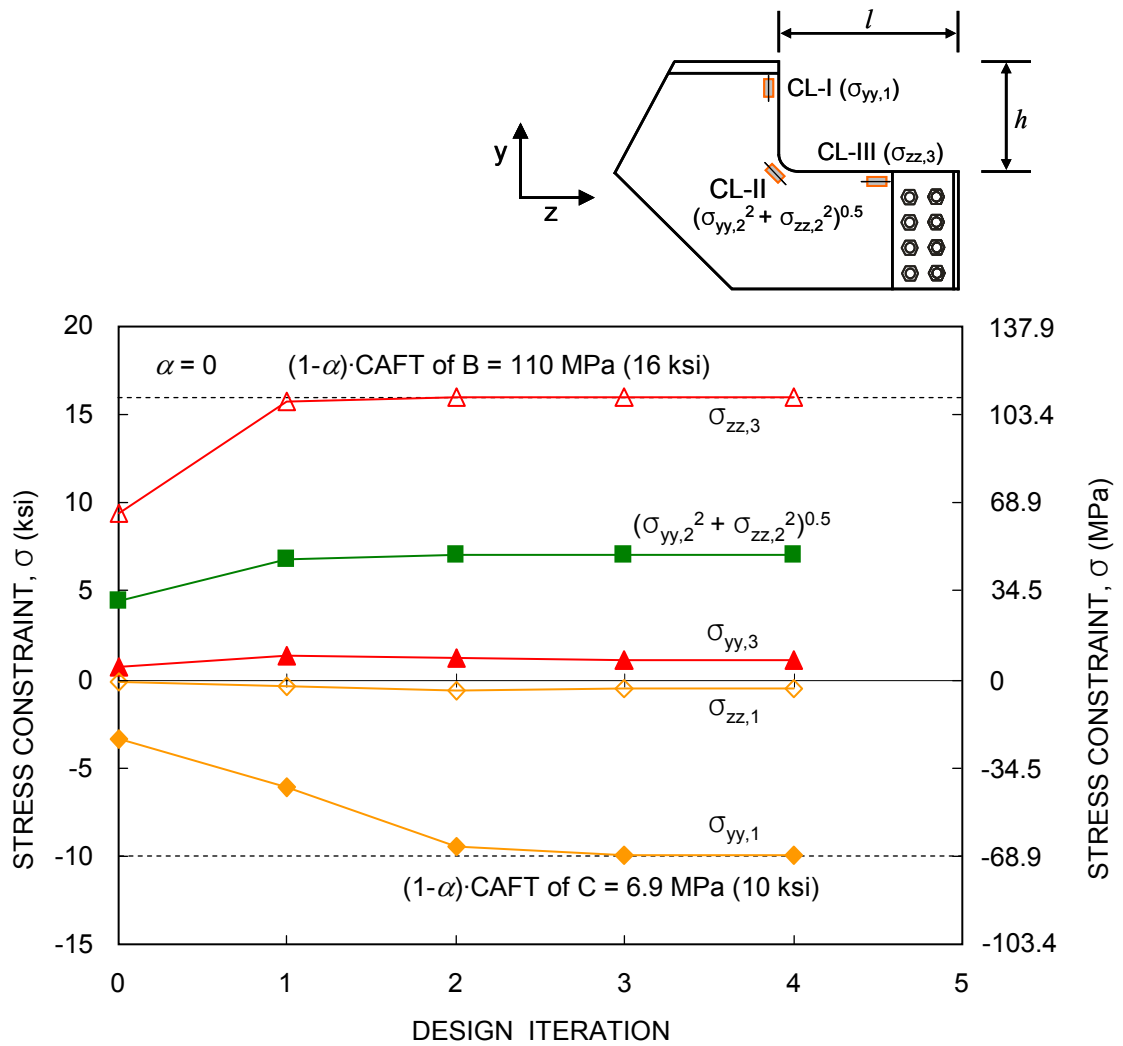 l
h
CL-I (σyy,1)
CL-III (σzz,3)
CL-II
(σyy,2² + σzz,2²)⁰·⁵
y
z
STRESS CONSTRAINT, σ (ksi)
20
15
10
5
0
-5
-10
-15
α = 0
(1-α)·CAFT of B = 110 MPa (16 ksi)
σzz,3
(σyy,2² + σzz,2²)⁰·⁵
σyy,3
σzz,1
σyy,1
(1-α)·CAFT of C = 6.9 MPa (10 ksi)
137.9
103.4
68.9
34.5
0
-34.5
-68.9
-103.4
STRESS CONSTRAINT, σ (MPa)
0 1 2 3 4 5
DESIGN ITERATION